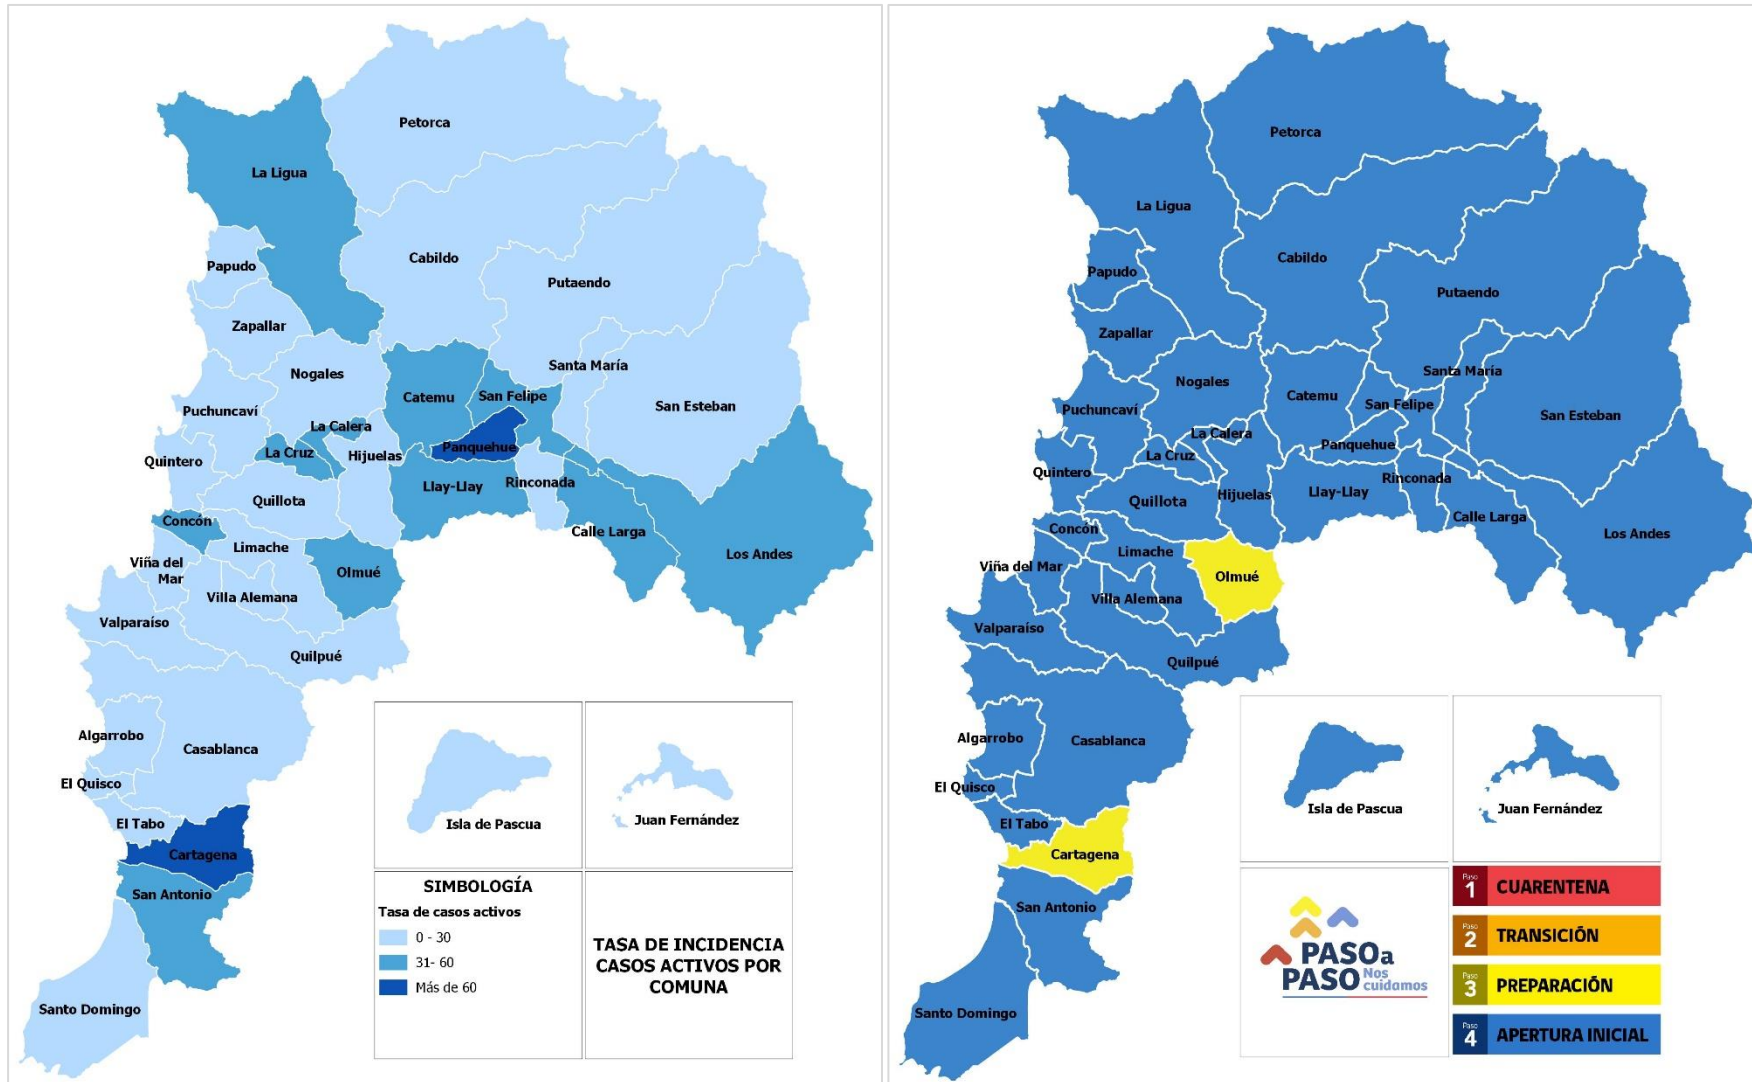 Petorca
La Ligua
Cabildo
Papudo
Putaendo
Zapallar
Santa María
Nogales
Catemu
San Felipe
San Esteban
Puchuncaví
La Calera
Panquehue
La Cruz
Hijuelas
Quintero
Rinconada
Llay-Llay
Quillota
Concón
Calle Larga
Limache
Los Andes
Viña del
Mar
Olmué
Villa Alemana
Valparaíso
Quilpué
Algarrobo
Casablanca
El Quisco
El Tabo
Isla de Pascua
Juan Fernández
Cartagena
San Antonio
Santo Domingo
SIMBOLOGÍA
Tasa de casos activos
0 - 30
31- 60
Más de 60
TASA DE INCIDENCIA
CASOS ACTIVOS POR
COMUNA
Petorca
La Ligua
Cabildo
Papudo
Putaendo
Zapallar
Santa María
Nogales
Catemu
San Felipe
San Esteban
Puchuncaví
La Calera
Panquehue
La Cruz
Quintero
Rinconada
Hijuelas
Llay-Llay
Quillota
Calle Larga
Concón
Los Andes
Limache
Viña del Mar
Olmué
Villa Alemana
Valparaíso
Quilpué
Algarrobo
Casablanca
El Quisco
El Tabo
Isla de Pascua
Juan Fernández
Cartagena
San Antonio
Santo Domingo
PASO a
PASO Nos
cuidamos
Paso
1 CUARENTENA
Paso
2 TRANSICIÓN
Paso
3 PREPARACIÓN
Paso
4 APERTURA INICIAL